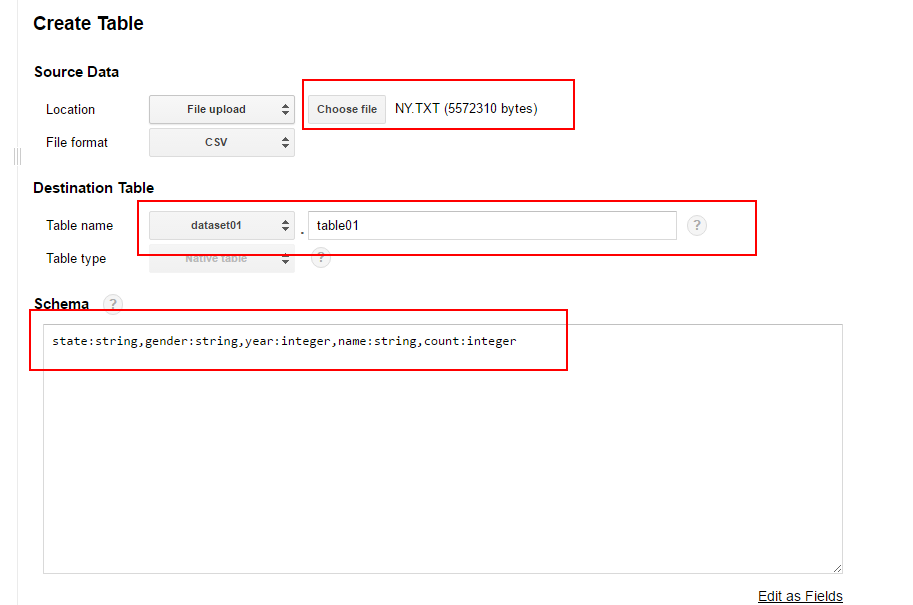 Create Table
Source Data
Location File upload Choose file NY.TXT (5572310 bytes)
File format CSV
Destination Table
Table name dataset01 . table01 ?
Table type Native table ?
Schema ?
state:string,gender:string,year:integer,name:string,count:integer
Edit as Fields